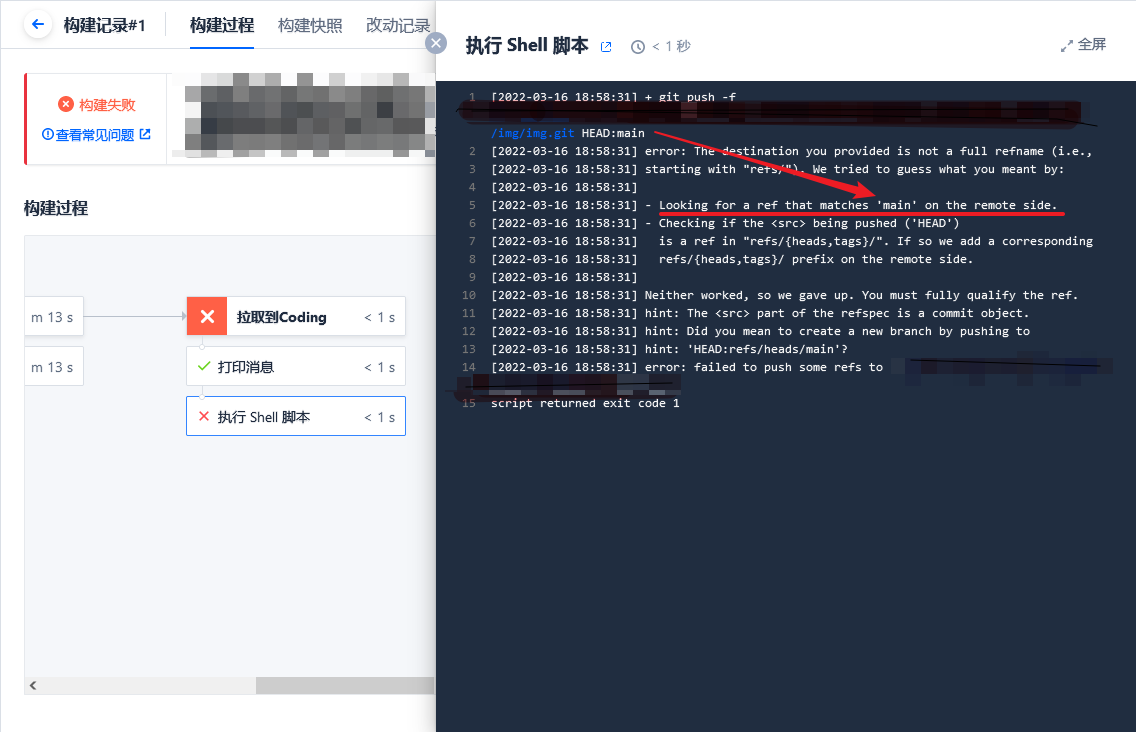 构建记录#1
构建过程
构建快照
改动记录
构建失败
查看常见问题
构建过程
m 13 s
拉取到Coding
< 1 s
m 13 s
打印消息
< 1 s
执行 Shell 脚本
< 1 s
执行 Shell 脚本
< 1 秒
全屏
1 [2022-03-16 18:58:31] + git push -f
/img/img.git HEAD:main
2 [2022-03-16 18:58:31] error: The destination you provided is not a full refname (i.e.,
3 [2022-03-16 18:58:31] starting with "refs/"). We tried to guess what you meant by:
4 [2022-03-16 18:58:31]
5 [2022-03-16 18:58:31] - Looking for a ref that matches 'main' on the remote side.
6 [2022-03-16 18:58:31] - Checking if the <src> being pushed ('HEAD')
7 [2022-03-16 18:58:31] is a ref in "refs/{heads,tags}/". If so we add a corresponding
8 [2022-03-16 18:58:31] refs/{heads,tags}/ prefix on the remote side.
9 [2022-03-16 18:58:31]
10 [2022-03-16 18:58:31] Neither worked, so we gave up. You must fully qualify the ref.
11 [2022-03-16 18:58:31] hint: The <src> part of the refspec is a commit object.
12 [2022-03-16 18:58:31] hint: Did you mean to create a new branch by pushing to
13 [2022-03-16 18:58:31] hint: 'HEAD:refs/heads/main'?
14 [2022-03-16 18:58:31] error: failed to push some refs to
15 script returned exit code 1